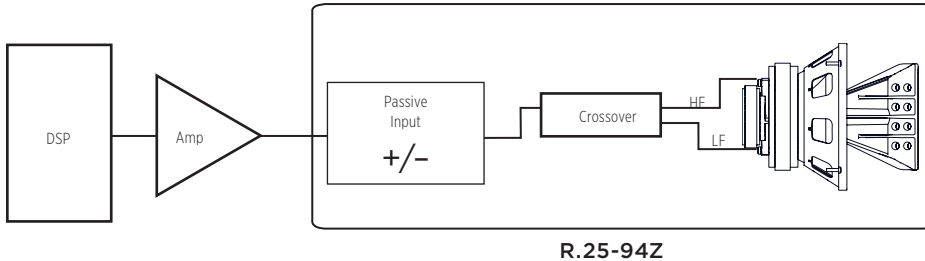 DSP
Amp
Passive
Input
+/–
Crossover
HF
LF
R.25-94Z